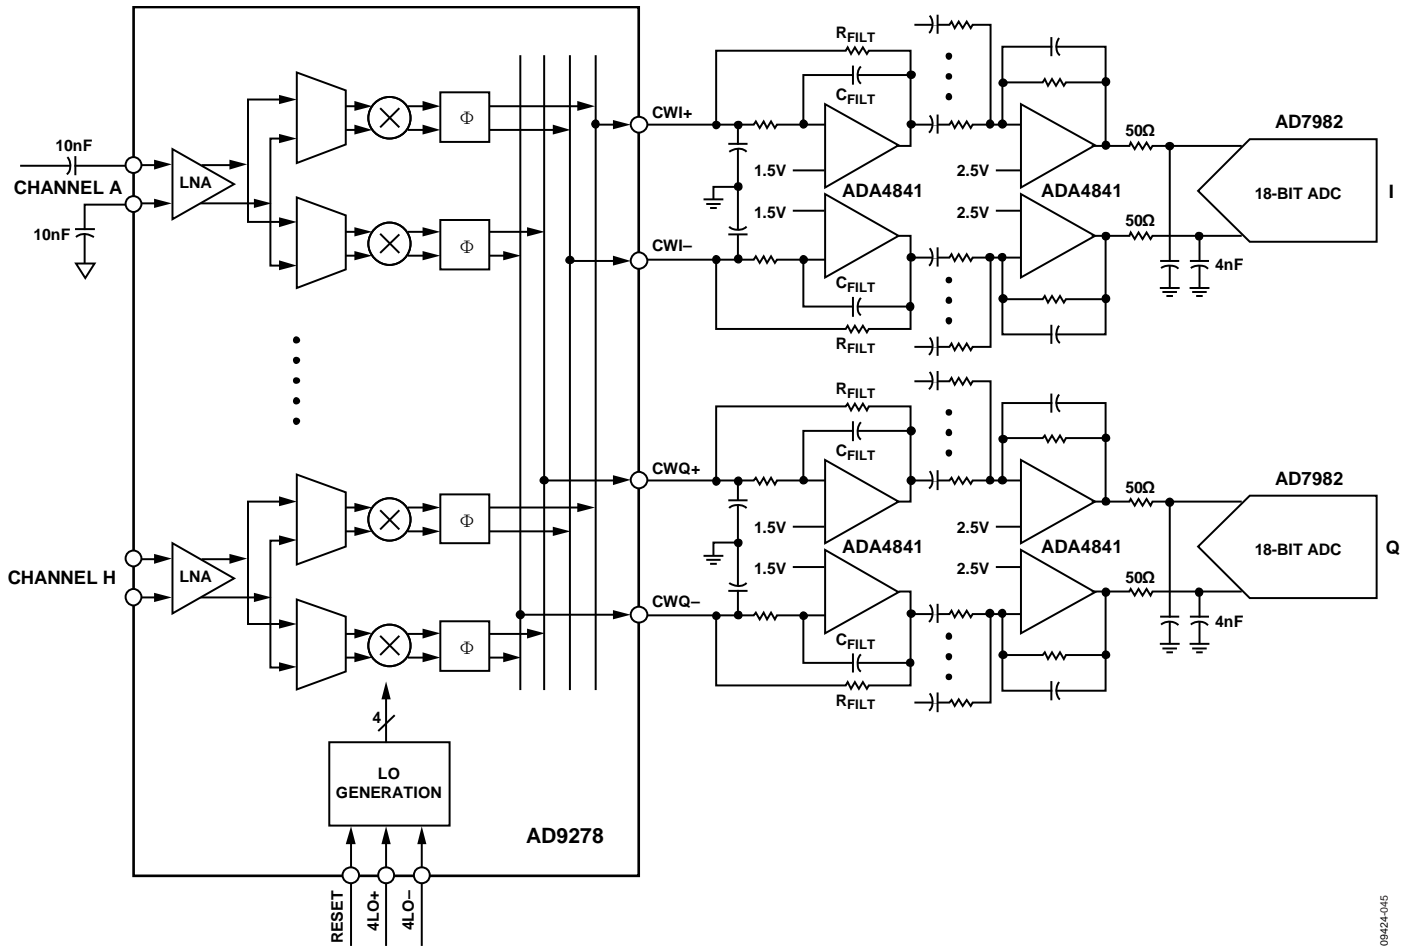 10nF
CHANNEL A
10nF
LNA
Φ
Φ
CWI+
CWI–
RFILT
CFILT
1.5V
ADA4841
1.5V
CFILT
RFILT
2.5V
ADA4841
2.5V
50Ω
50Ω
4nF
AD7982
18-BIT ADC
I
CHANNEL H
LNA
Φ
Φ
CWQ+
CWQ–
RFILT
CFILT
1.5V
ADA4841
1.5V
CFILT
RFILT
2.5V
ADA4841
2.5V
50Ω
50Ω
4nF
AD7982
18-BIT ADC
Q
4
LO
GENERATION
AD9278
RESET
4LO+
4LO–
09424-045